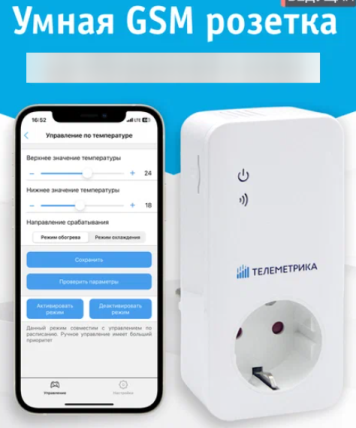 Умная GSM розетка
16:52
LTE
Управление по температуре
Верхнее значение температуры
24
Нижнее значение температуры
18
Направление срабатывания
Режим обогрева Режим охлаждения
Сохранить
Проверить параметры
Активировать режим Деактивировать режим
Данный режим совместим с управлением по
расписанию. Ручное управление имеет больший
приоритет
Управление
ТЕЛЕМЕТРИКА